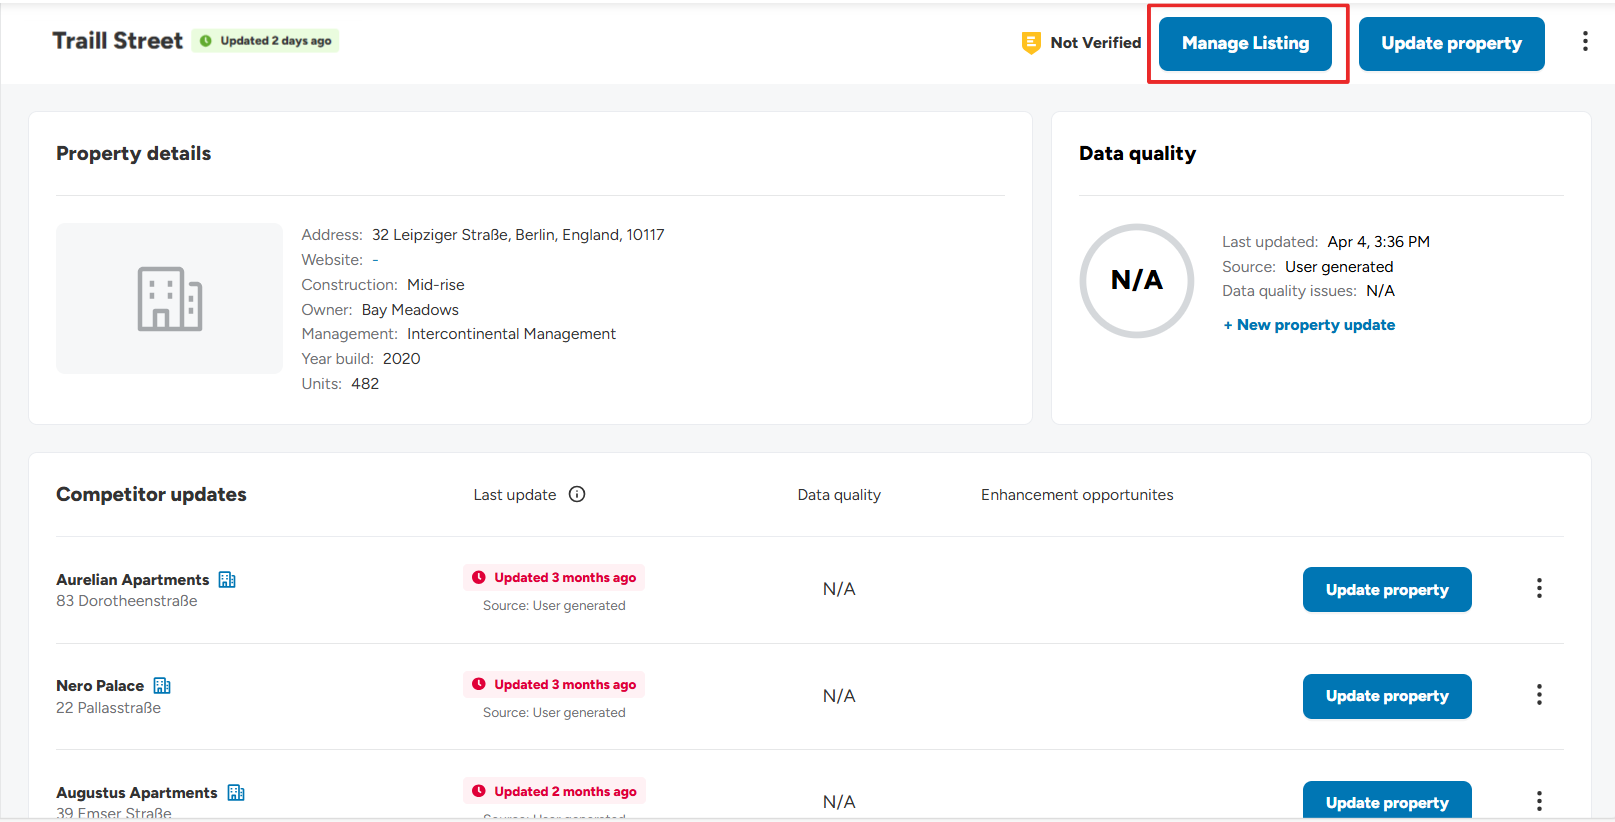 Traill Street
Updated 2 days ago
Not Verified
Manage Listing
Update property
Property details
Address: 32 Leipziger Straße, Berlin, England, 10117
Website: -
Construction: Mid-rise
Owner: Bay Meadows
Management: Intercontinental Management
Year build: 2020
Units: 482
Data quality
N/A
Last updated: Apr 4, 3:36 PM
Source: User generated
Data quality issues: N/A
+ New property update
Competitor updates
Last update
Data quality
Enhancement opportunites
Aurelian Apartments
83 Dorotheenstraße
Updated 3 months ago
Source: User generated
N/A
Update property
Nero Palace
22 Pallasstraße
Updated 3 months ago
Source: User generated
N/A
Update property
Augustus Apartments
39 Emser Straße
Updated 2 months ago
Source: User generated
N/A
Update property